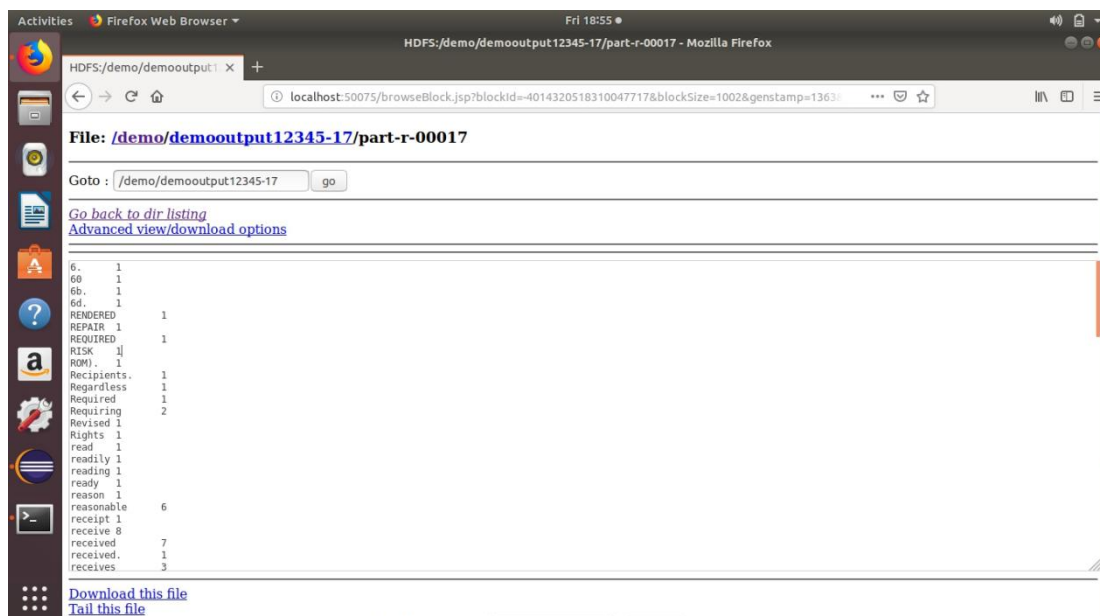 Activities Firefox Web Browser Fri 18:55
HDFS:/demo/demooutput12345-17/part-r-00017 - Mozilla Firefox
HDFS:/demo/demooutput1
localhost:50075/browseBlock.jsp?blockId=-4014320518310047717&blockSize=1002&genstamp=1363
File: /demo/demooutput12345-17/part-r-00017
Goto : /demo/demooutput12345-17 go
Go back to dir listing
Advanced view/download options
6. 1
60 1
6b. 1
6d. 1
RENDERED 1
REPAIR 1
REQUIRED 1
RISK 1
ROM). 1
Recipients. 1
Regardless 1
Required 1
Requiring 2
Revised 1
Rights 1
read 1
readily 1
reading 1
ready 1
reason 1
reasonable 6
receipt 1
receive 8
received 7
received. 1
receives 3
Download this file
Tail this file